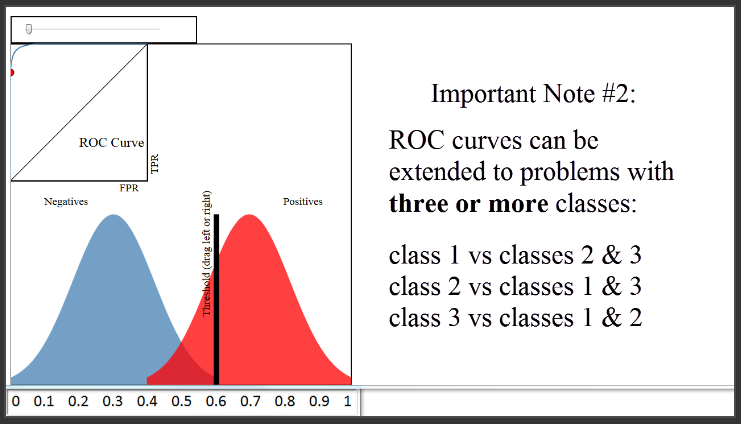 ROC Curve
TPR
FPR
Negatives
Positives
Threshold (drag left or right)
0 0.1 0.2 0.3 0.4 0.5 0.6 0.7 0.8 0.9 1
Important Note #2:
ROC curves can be
extended to problems with
three or more classes:
class 1 vs classes 2 & 3
class 2 vs classes 1 & 3
class 3 vs classes 1 & 2